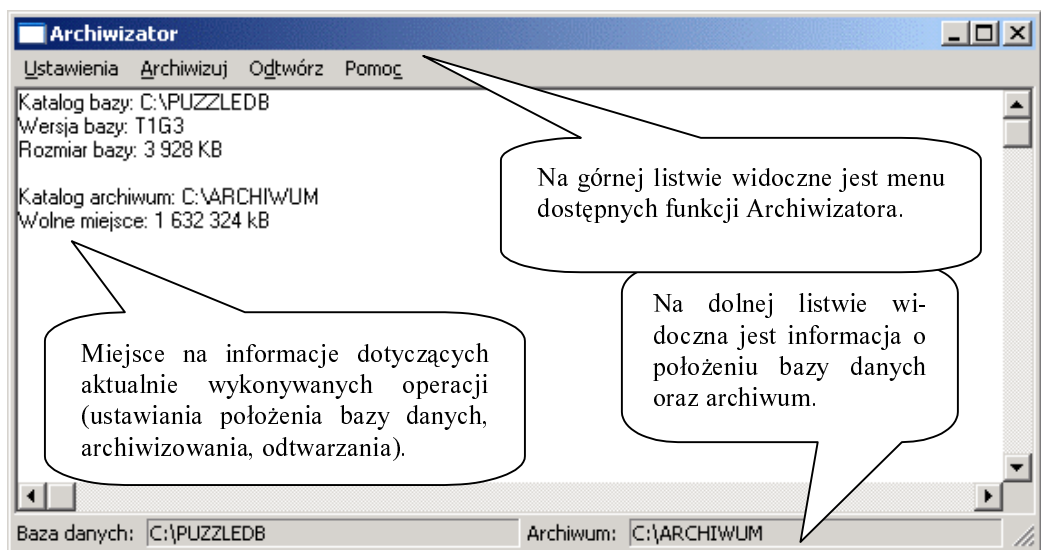 Archiwizator
Ustawienia Archiwizuj Odtwórz Pomoc
Katalog bazy: C:\PUZZLEDB
Wersja bazy: T1G3
Rozmiar bazy: 3 928 KB
Katalog archiwum: C:\ARCHIWUM
Wolne miejsce: 1 632 324 kB
Na górnej listwie widoczne jest menu
dostępnych funkcji Archiwizatora.
Na dolnej listwie wi-
doczna jest informacja o
położeniu bazy danych
oraz archiwum.
Miejsce na informacje dotyczących
aktualnie wykonywanych operacji
(ustawiania położenia bazy danych,
archiwizowania, odtwarzania).
Baza danych: C:\PUZZLEDB Archiwum: C:\ARCHIWUM